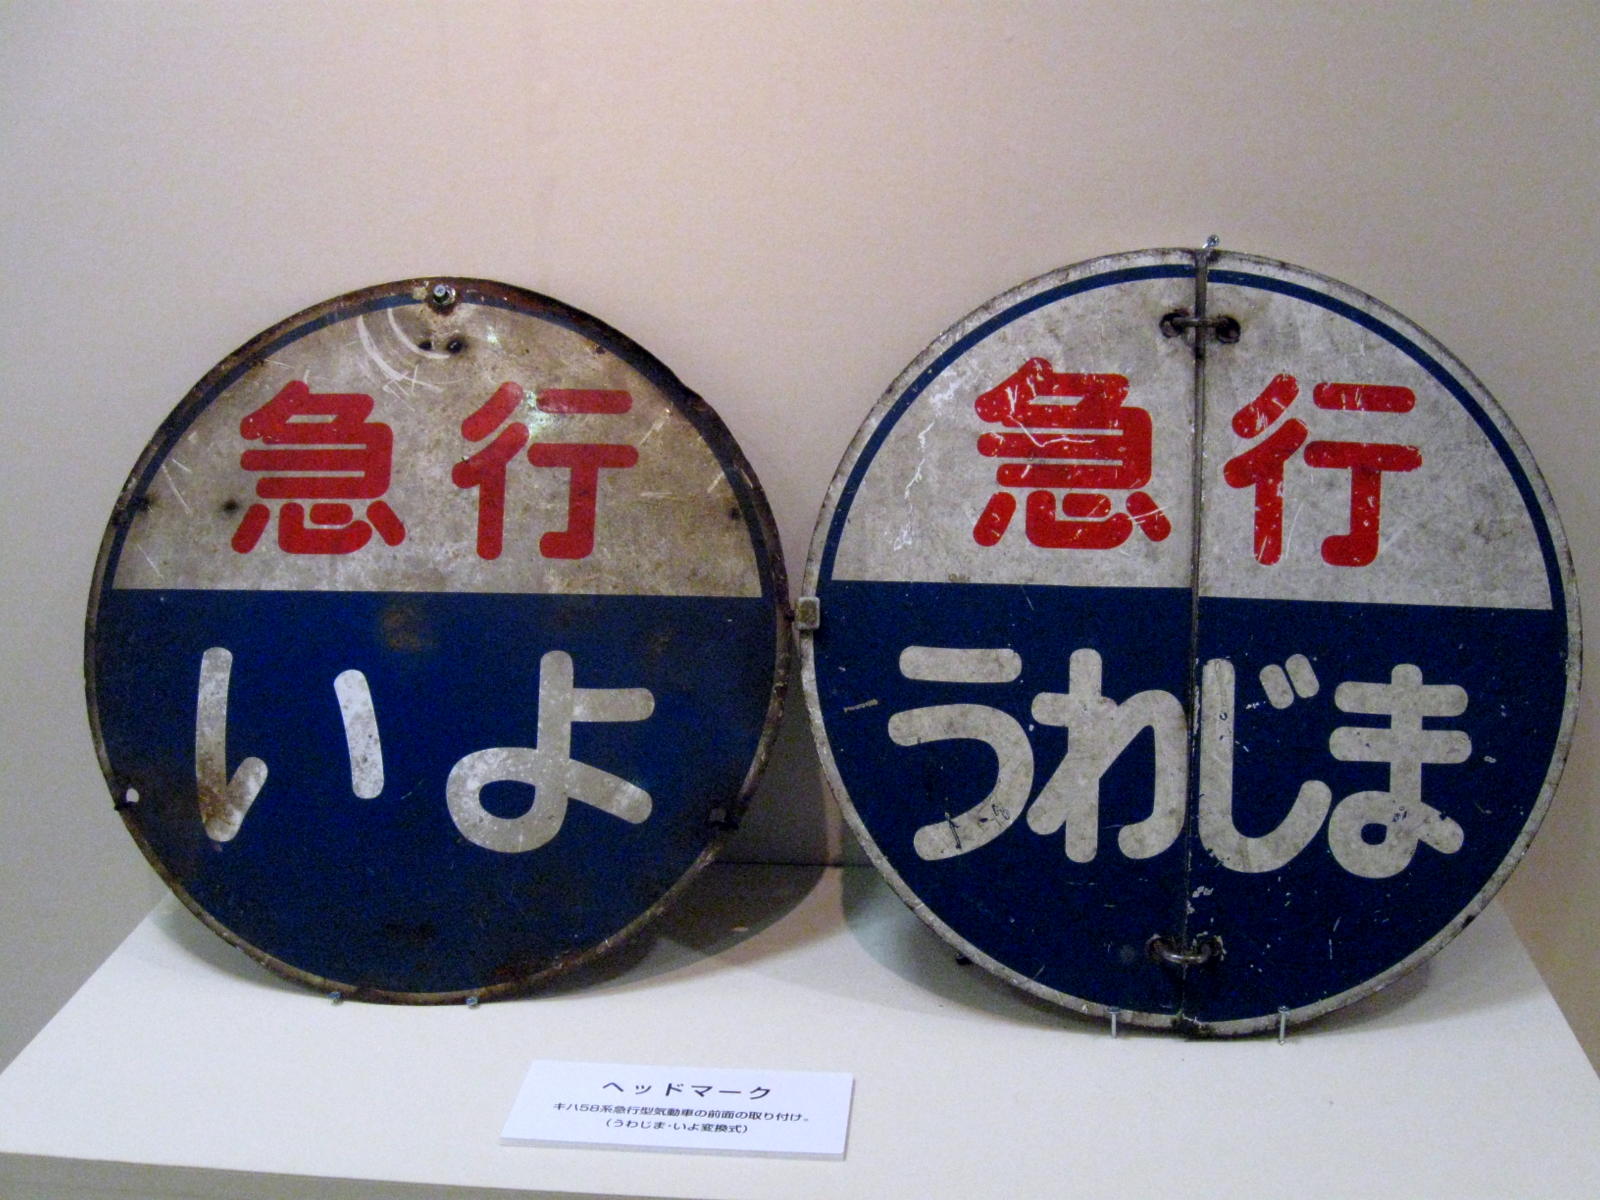 急行
いよ
急行
うわじま
ヘッドマーク
キハ58系急行型気動車の前面の取り付け。
(うわじま･いよ変換式)